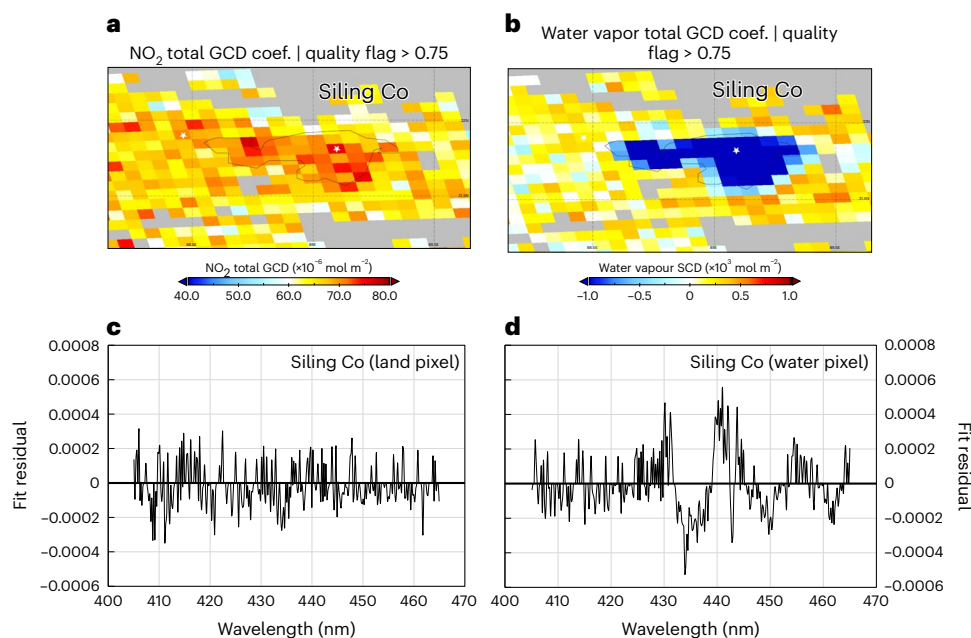 a
NO2 total GCD coef. | quality flag > 0.75
Siling Co
NO2 total GCD (×10−6 mol m−2)
40.0 50.0 60.0 70.0 80.0
b
Water vapor total GCD coef. | quality
flag > 0.75
Siling Co
Water vapour SCD (×103 mol m−2)
−1.0 −0.5 0 0.5 1.0
c
Siling Co (land pixel)
Fit residual
0.0008
0.0006
0.0004
0.0002
0
−0.0002
−0.0004
−0.0006
400 410 420 430 440 450 460 470
Wavelength (nm)
d
Siling Co (water pixel)
0.0008
0.0006
0.0004
0.0002
0
−0.0002
−0.0004
−0.0006
Fit residual
400 410 420 430 440 450 460 470
Wavelength (nm)